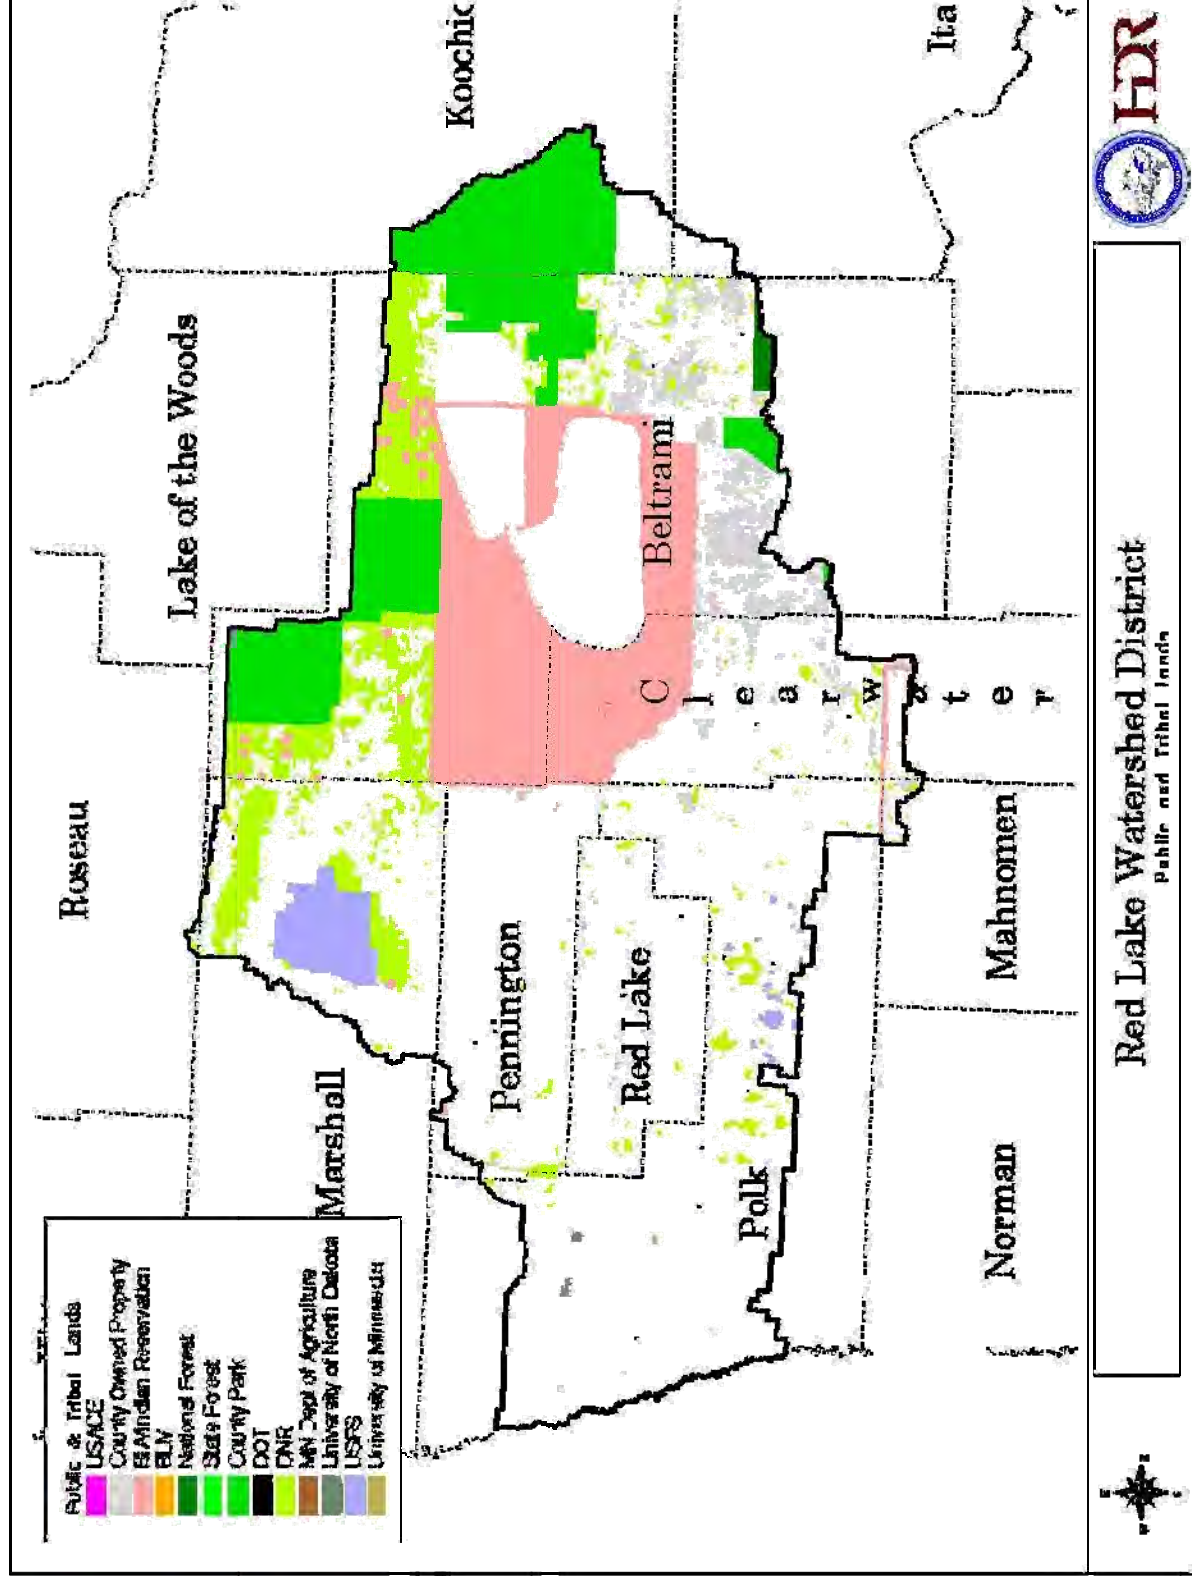 Public & Tribal Lands
USACE
County Owned Property
BIA/Indian Reservation
BLM
National Forest
State Forest
County Park
DOT
DNR
MN Dept of Agriculture
University of North Dakota
USFS
University of Minnesota
Roseau
Lake of the Woods
Koochic
Marshall
Pennington
Beltrami
Red Lake
Clearwater
Polk
Ita
Norman
Mahnomen
Red Lake Watershed District
Public and Tribal lands
HDR